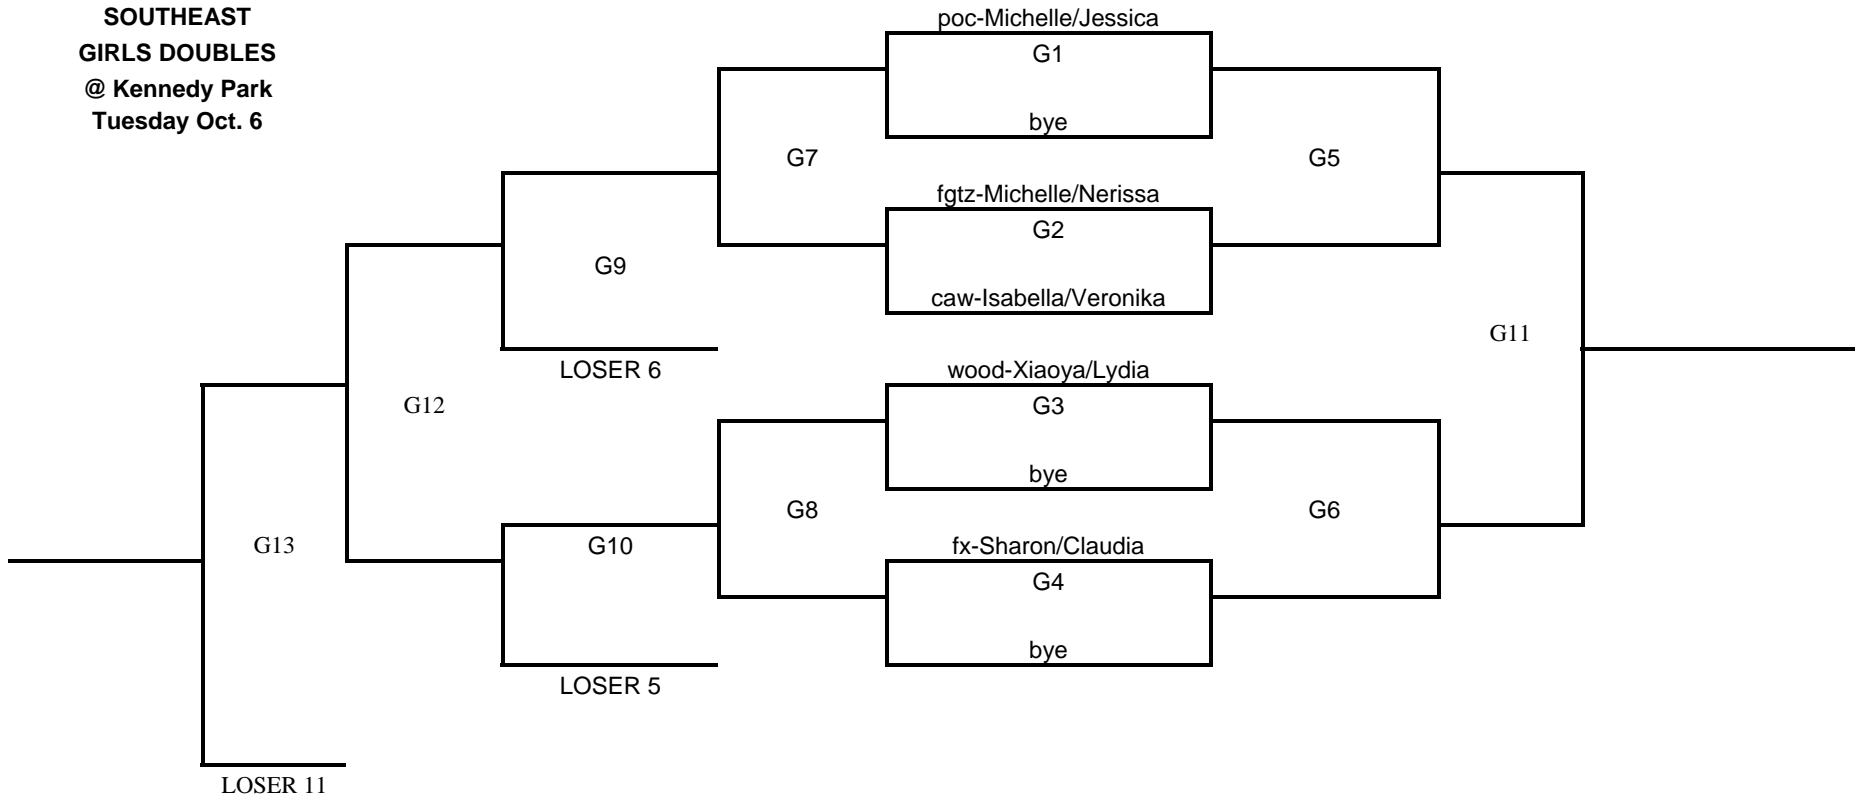 SOUTHEAST
GIRLS DOUBLES
@ Kennedy Park
Tuesday Oct. 6
poc-Michelle/Jessica
G1
bye
G7
G5
fgtz-Michelle/Nerissa
G2
G9
caw-Isabella/Veronika
G11
LOSER 6
wood-Xiaoya/Lydia
G12
G3
bye
G8
G6
G13
G10
fx-Sharon/Claudia
G4
bye
LOSER 5
LOSER 11